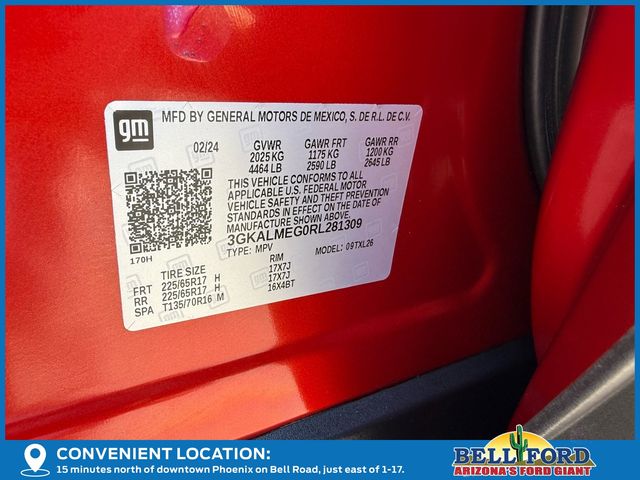 gm
MFD BY GENERAL MOTORS DE MEXICO, S. DE R.L. DE C.V.
02/24 GVWR GAWR FRT GAWR RR
2025 KG 1175 KG 1200 KG
4464 LB 2590 LB 2645 LB
THIS VEHICLE CONFORMS TO ALL
APPLICABLE U.S. FEDERAL MOTOR
VEHICLE SAFETY AND THEFT PREVENTION
STANDARDS IN EFFECT ON THE DATE OF
MANUFACTURE SHOWN ABOVE.
3GKALMEG0RL281309
TYPE: MPV MODEL: 09TXL26
170H
TIRE SIZE RIM
FRT 225/65R17 H 17X7J
RR 225/65R17 H 17X7J
SPA T135/70R16 M 16X4BT
CONVENIENT LOCATION:
15 minutes north of downtown Phoenix on Bell Road, just east of 1-17.
BELL FORD
ARIZONA'S FORD GIANT